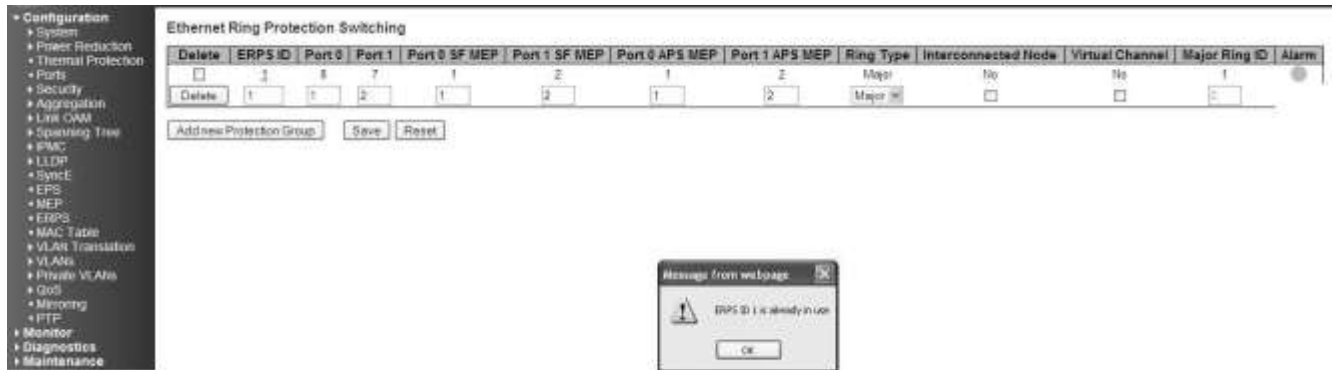 Configuration
System
Power Reduction
Thermal Protection
Ports
Security
Aggregation
Link OAM
Spanning Tree
IPMC
LLDP
SyncE
EPS
MEP
ERPS
MAC Table
VLAN Translation
VLANs
Private VLANs
QoS
Mirroring
PTP
Monitor
Diagnostics
Maintenance
Ethernet Ring Protection Switching
Delete ERPS ID Port 0 Port 1 Port 0 SF MEP Port 1 SF MEP Port 0 APS MEP Port 1 APS MEP Ring Type Interconnected Node Virtual Channel Major Ring ID Alarm
1 7 1 2 1 2 Major No No 1
Delete 1 1 2 1 2 1 2 Major
Add new Protection Group Save Reset
Message from webpage
ERPS ID 1 is already in use
OK